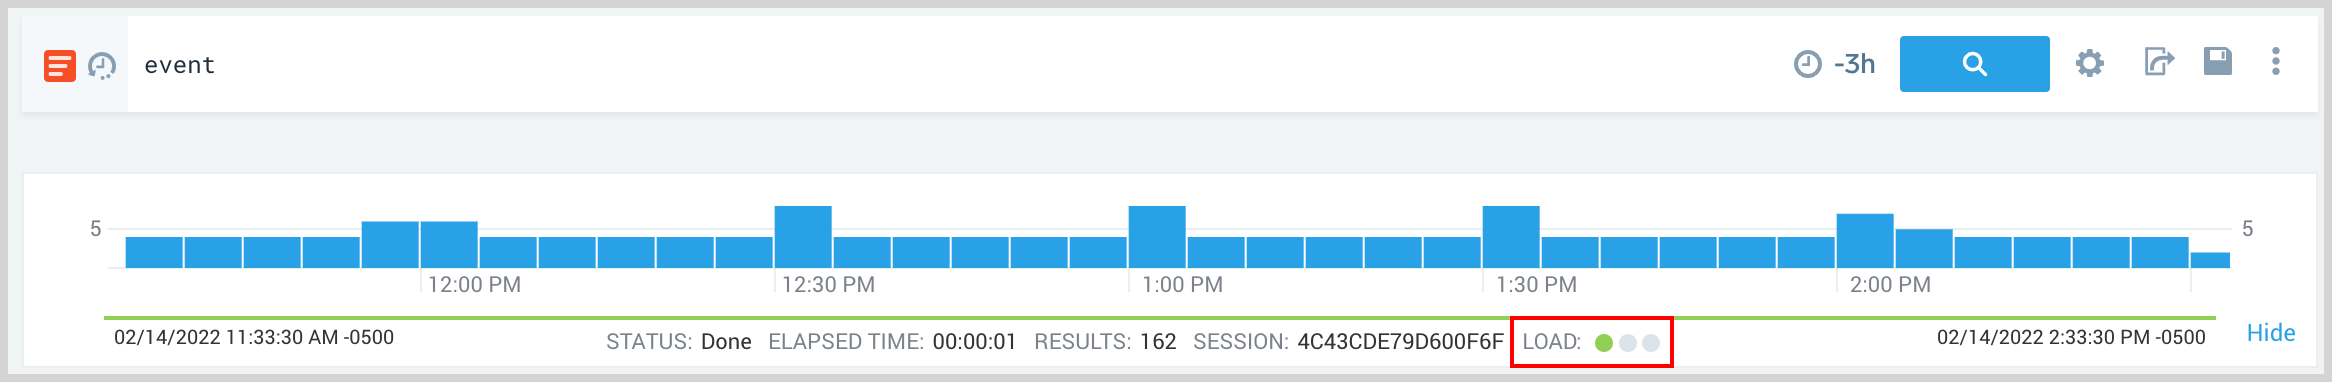 event
-3h
5
5
12:00 PM 12:30 PM 1:00 PM 1:30 PM 2:00 PM
02/14/2022 11:33:30 AM -0500
STATUS: Done ELAPSED TIME: 00:00:01 RESULTS: 162 SESSION: 4C43CDE79D600F6F LOAD:
02/14/2022 2:33:30 PM -0500
Hide